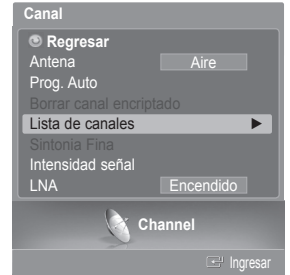 Canal
Regresar
Antena Aire
Prog. Auto
Borrar canal encriptado
Lista de canales
Sintonia Fina
Intensidad señal
LNA Encendido
Channel
Ingresar